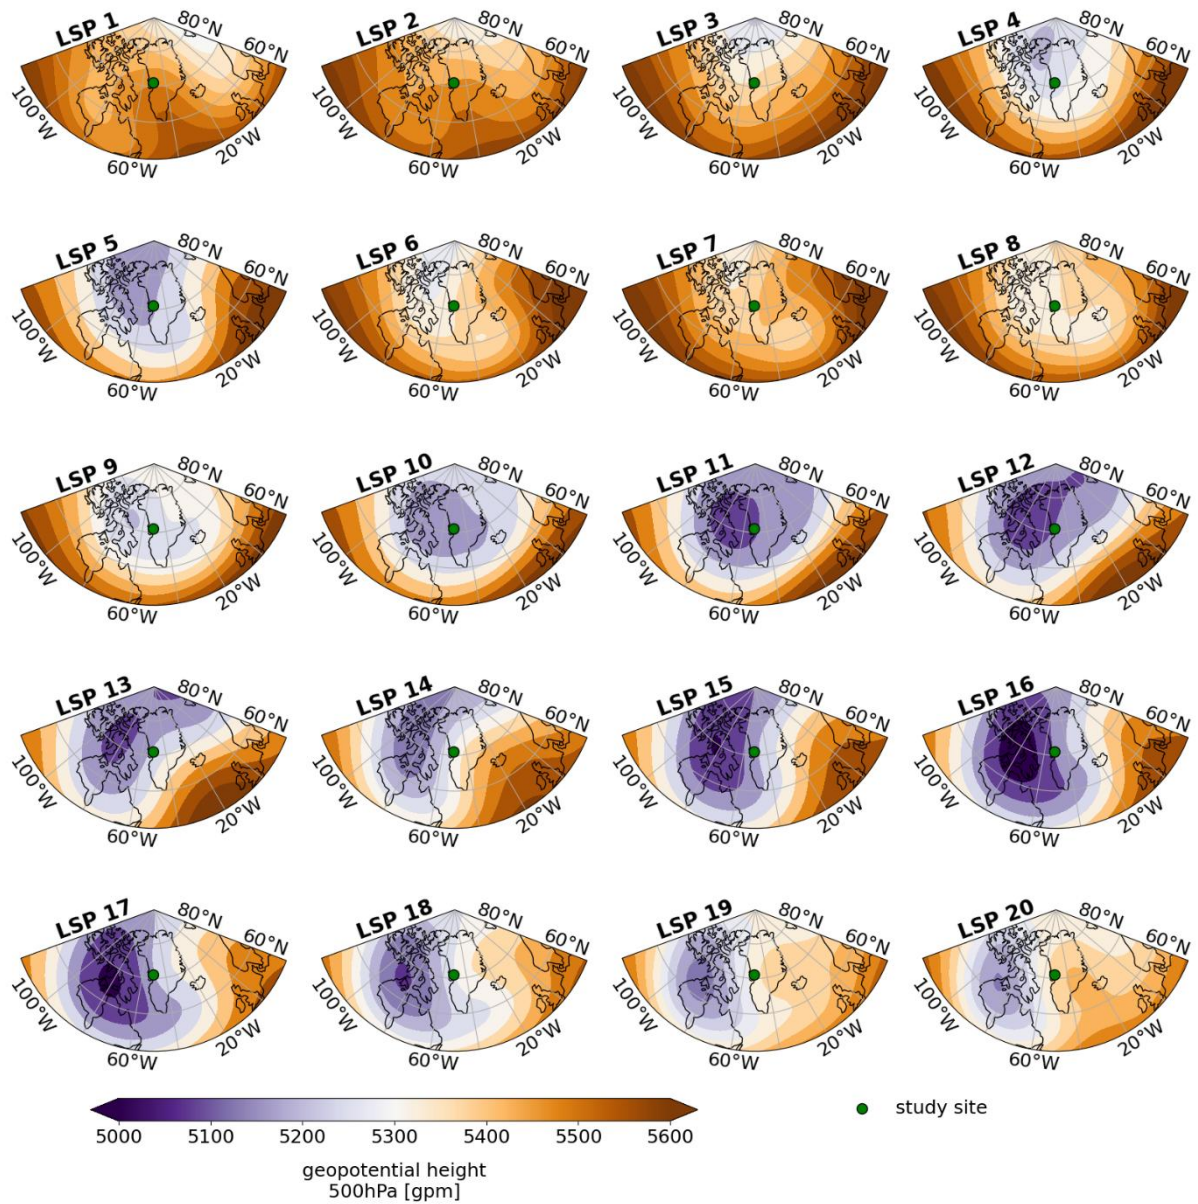 LSP 1 80°N 60°N 100°W 60°W 20°W
LSP 2 80°N 60°N 100°W 60°W 20°W
LSP 3 80°N 60°N 100°W 60°W 20°W
LSP 4 80°N 60°N 100°W 60°W 20°W
LSP 5 80°N 60°N 100°W 60°W 20°W
LSP 6 80°N 60°N 100°W 60°W 20°W
LSP 7 80°N 60°N 100°W 60°W 20°W
LSP 8 80°N 60°N 100°W 60°W 20°W
LSP 9 80°N 60°N 100°W 60°W 20°W
LSP 10 80°N 60°N 100°W 60°W 20°W
LSP 11 80°N 60°N 100°W 60°W 20°W
LSP 12 80°N 60°N 100°W 60°W 20°W
LSP 13 80°N 60°N 100°W 60°W 20°W
LSP 14 80°N 60°N 100°W 60°W 20°W
LSP 15 80°N 60°N 100°W 60°W 20°W
LSP 16 80°N 60°N 100°W 60°W 20°W
LSP 17 80°N 60°N 100°W 60°W 20°W
LSP 18 80°N 60°N 100°W 60°W 20°W
LSP 19 80°N 60°N 100°W 60°W 20°W
LSP 20 80°N 60°N 100°W 60°W 20°W
5000 5100 5200 5300 5400 5500 5600
geopotential height
500hPa [gpm]
study site